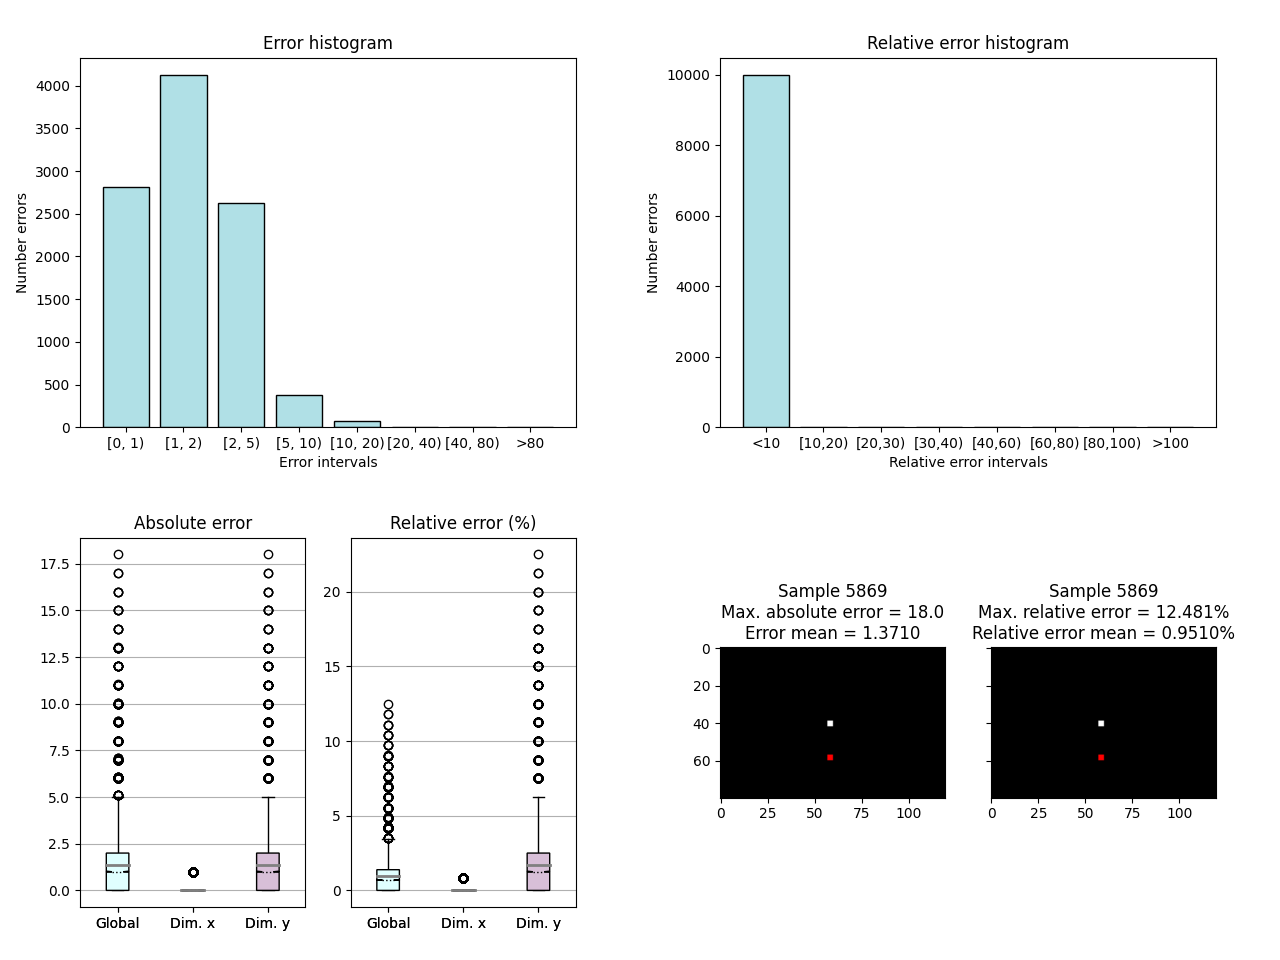 Error histogram
Number errors
4000
3500
3000
2500
2000
1500
1000
500
0
[0, 1) [1, 2) [2, 5) [5, 10) [10, 20) [20, 40) [40, 80) >80
Error intervals
Relative error histogram
Number errors
10000
8000
6000
4000
2000
0
<10 [10,20) [20,30) [30,40) [40,60) [60,80) [80,100) >100
Relative error intervals
Absolute error
17.5
15.0
12.5
10.0
7.5
5.0
2.5
0.0
Global Dim. x Dim. y
Relative error (%)
20
15
10
5
0
Global Dim. x Dim. y
Sample 5869
Max. absolute error = 18.0
Error mean = 1.3710
0
20
40
60
0 25 50 75 100
Sample 5869
Max. relative error = 12.481%
Relative error mean = 0.9510%
0 25 50 75 100